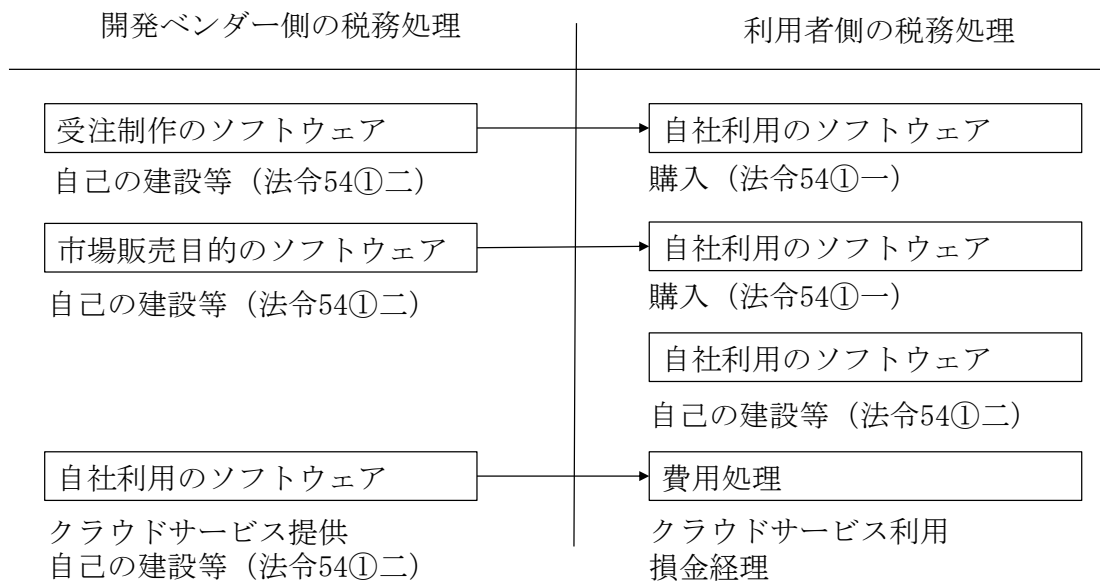 開発ベンダー側の税務処理
利用者側の税務処理
受注制作のソフトウェア
自社利用のソフトウェア
自己の建設等（法令54①二）
購入（法令54①一）
市場販売目的のソフトウェア
自社利用のソフトウェア
自己の建設等（法令54①二）
購入（法令54①一）
自社利用のソフトウェア
自己の建設等（法令54①二）
自社利用のソフトウェア
費用処理
クラウドサービス提供
自己の建設等（法令54①二）
クラウドサービス利用
損金経理